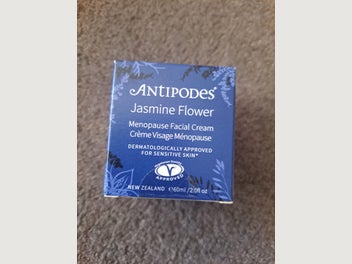 ANTIPODES®
Jasmine Flower
Menopause Facial Cream
Crème Visage Ménopause
DERMATOLOGICALLY APPROVED
FOR SENSITIVE SKIN*
APPROVED
NEW ZEALAND ℮60ml/2.0fl oz